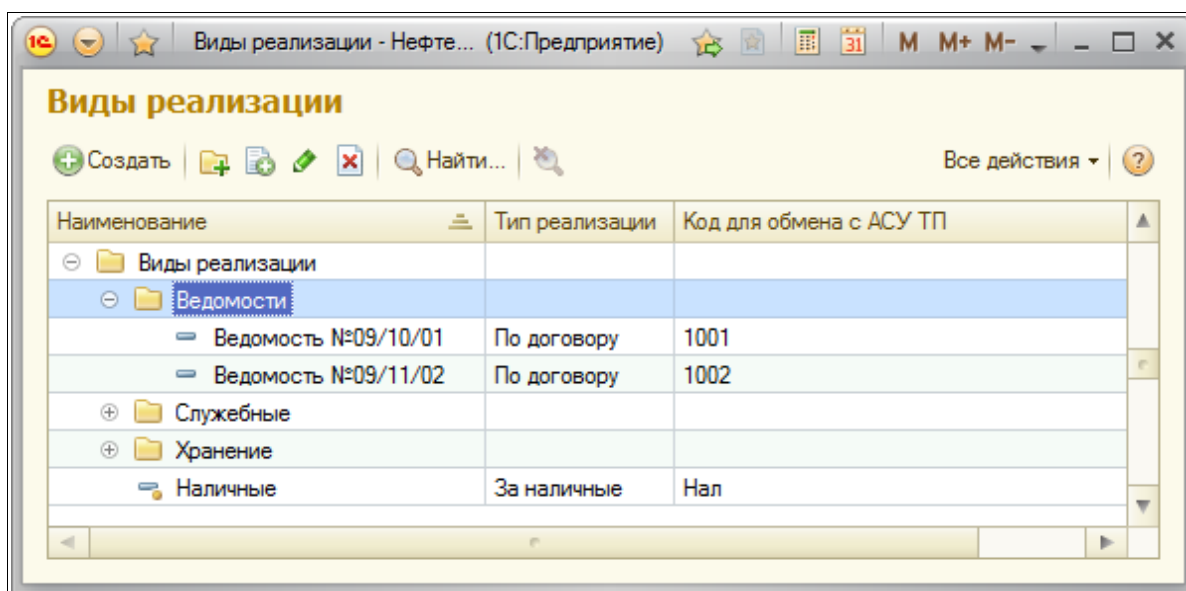 1С Виды реализации - Нефте... (1С:Предприятие) 31 M M+ M-
Виды реализации
Создать Найти... Все действия ?
Наименование Тип реализации Код для обмена с АСУ ТП
Виды реализации
Ведомости
Ведомость №09/10/01 По договору 1001
Ведомость №09/11/02 По договору 1002
Служебные
Хранение
Наличные За наличные Нал